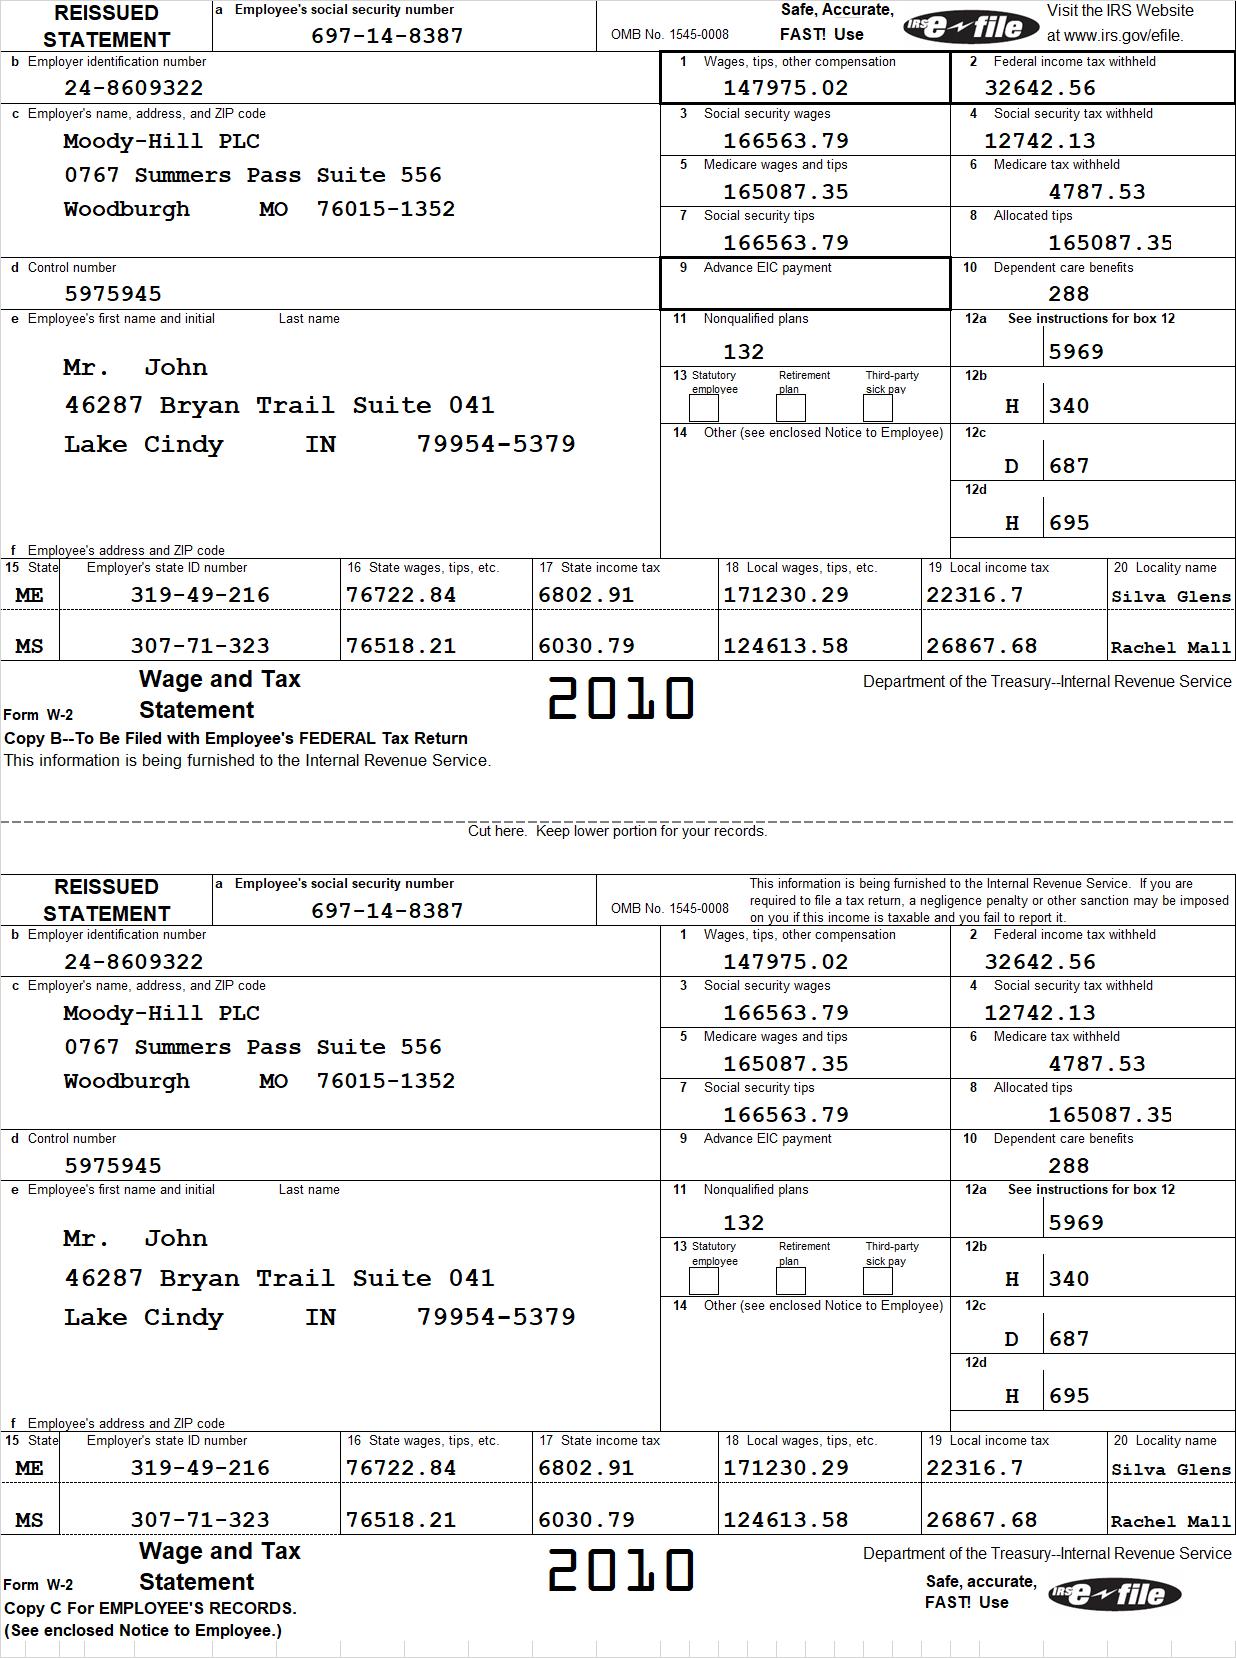 REISSUED STATEMENT
a Employee's social security number
697-14-8387
OMB No. 1545-0008
Safe, Accurate, FAST! Use
IRS e-file
Visit the IRS Website at www.irs.gov/efile.
b Employer identification number
24-8609322
1 Wages, tips, other compensation
147975.02
2 Federal income tax withheld
32642.56
c Employer's name, address, and ZIP code
Moody-Hill PLC
0767 Summers Pass Suite 556
Woodburgh MO 76015-1352
3 Social security wages
166563.79
4 Social security tax withheld
12742.13
5 Medicare wages and tips
165087.35
6 Medicare tax withheld
4787.53
7 Social security tips
166563.79
8 Allocated tips
165087.35
d Control number
5975945
9 Advance EIC payment
10 Dependent care benefits
288
e Employee's first name and initial Last name
Mr. John
46287 Bryan Trail Suite 041
Lake Cindy IN 79954-5379
f Employee's address and ZIP code
11 Nonqualified plans
132
12a See instructions for box 12
5969
13 Statutory employee Retirement plan Third-party sick pay
12b
H 340
14 Other (see enclosed Notice to Employee)
12c
D 687
12d
H 695
15 State Employer's state ID number 16 State wages, tips, etc. 17 State income tax 18 Local wages, tips, etc. 19 Local income tax 20 Locality name
ME 319-49-216 76722.84 6802.91 171230.29 22316.7 Silva Glens
MS 307-71-323 76518.21 6030.79 124613.58 26867.68 Rachel Mall
Form W-2 Wage and Tax Statement
2010
Department of the Treasury--Internal Revenue Service
Copy B--To Be Filed with Employee's FEDERAL Tax Return
This information is being furnished to the Internal Revenue Service.
Cut here. Keep lower portion for your records.
REISSUED STATEMENT
a Employee's social security number
697-14-8387
OMB No. 1545-0008
This information is being furnished to the Internal Revenue Service. If you are
required to file a tax return, a negligence penalty or other sanction may be imposed
on you if this income is taxable and you fail to report it.
b Employer identification number
24-8609322
1 Wages, tips, other compensation
147975.02
2 Federal income tax withheld
32642.56
c Employer's name, address, and ZIP code
Moody-Hill PLC
0767 Summers Pass Suite 556
Woodburgh MO 76015-1352
3 Social security wages
166563.79
4 Social security tax withheld
12742.13
5 Medicare wages and tips
165087.35
6 Medicare tax withheld
4787.53
7 Social security tips
166563.79
8 Allocated tips
165087.35
d Control number
5975945
9 Advance EIC payment
10 Dependent care benefits
288
e Employee's first name and initial Last name
Mr. John
46287 Bryan Trail Suite 041
Lake Cindy IN 79954-5379
f Employee's address and ZIP code
11 Nonqualified plans
132
12a See instructions for box 12
5969
13 Statutory employee Retirement plan Third-party sick pay
12b
H 340
14 Other (see enclosed Notice to Employee)
12c
D 687
12d
H 695
15 State Employer's state ID number 16 State wages, tips, etc. 17 State income tax 18 Local wages, tips, etc. 19 Local income tax 20 Locality name
ME 319-49-216 76722.84 6802.91 171230.29 22316.7 Silva Glens
MS 307-71-323 76518.21 6030.79 124613.58 26867.68 Rachel Mall
Form W-2 Wage and Tax Statement
2010
Department of the Treasury--Internal Revenue Service
Safe, accurate, FAST! Use
IRS e-file
Copy C For EMPLOYEE'S RECORDS.
(See enclosed Notice to Employee.)